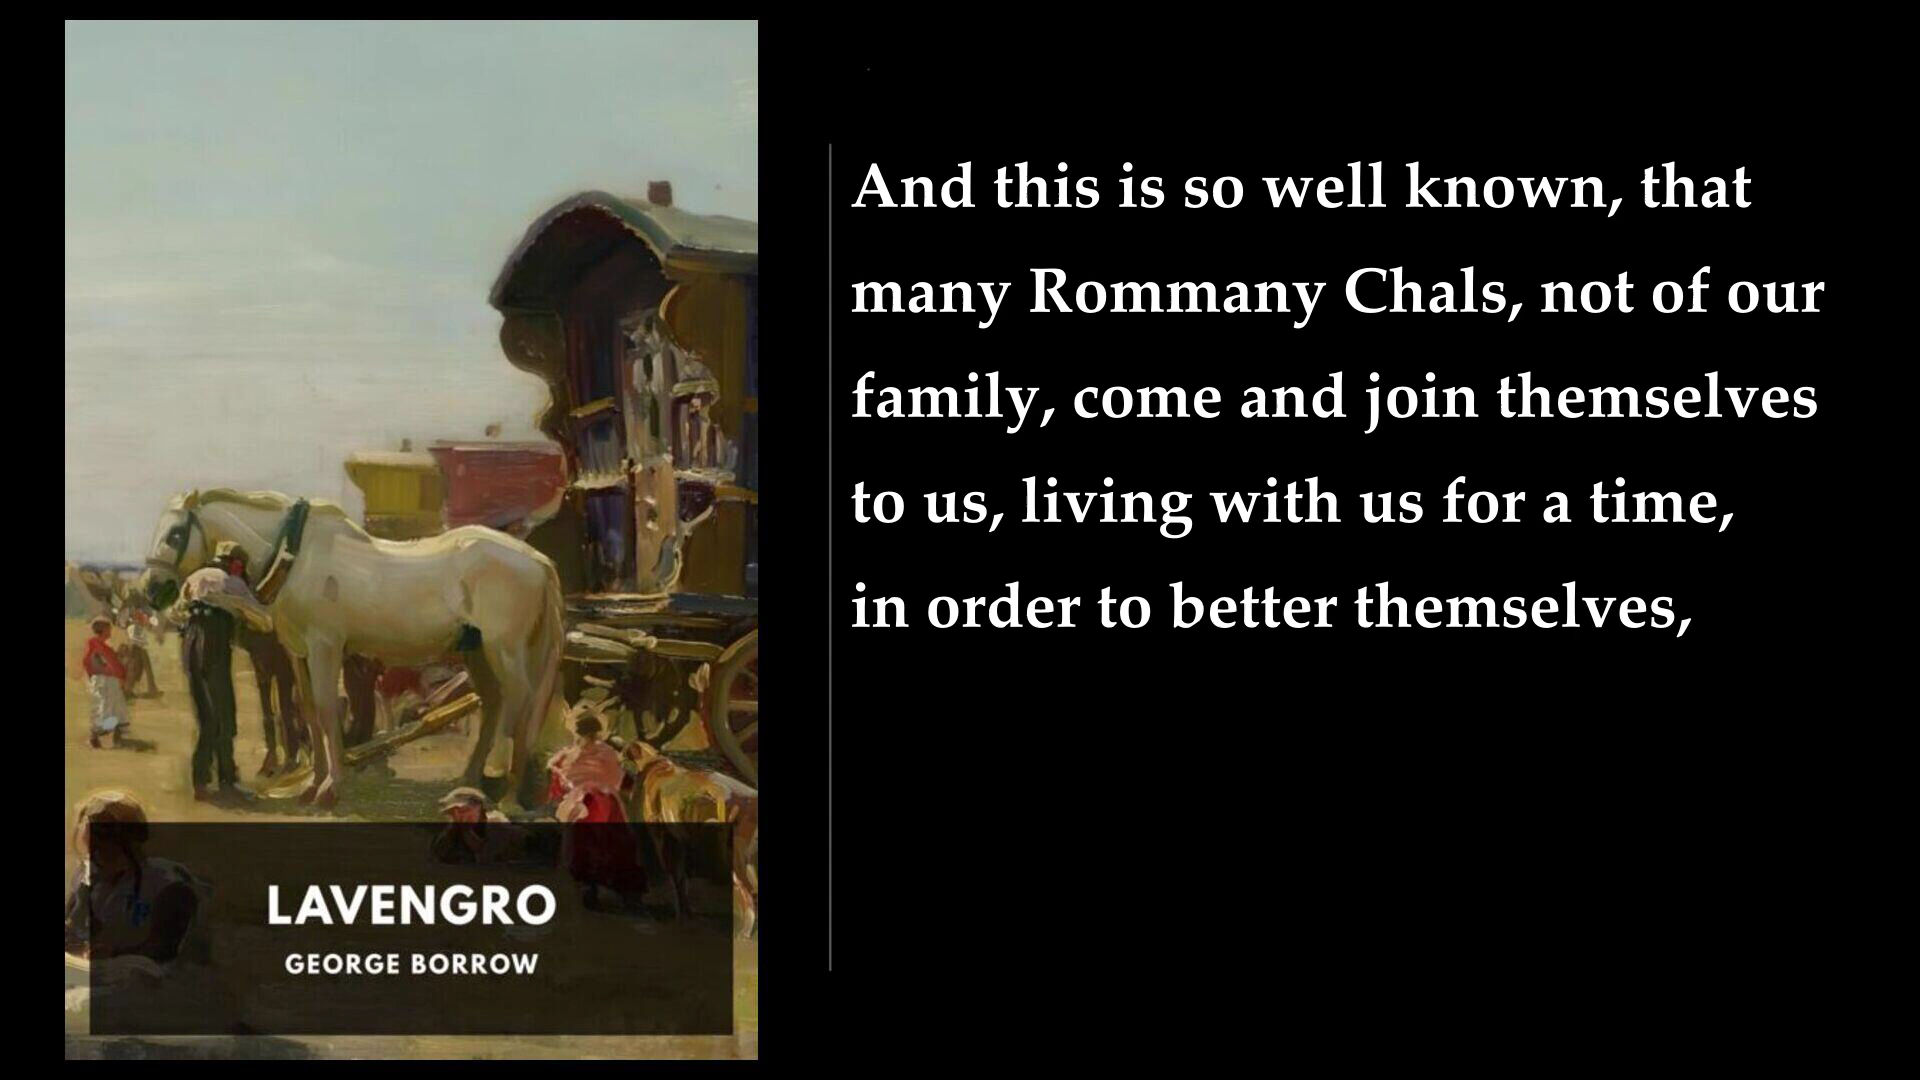 LAVENGRO
GEORGE BORROW
And this is so well known, that
many Rommany Chals, not of our
family, come and join themselves
to us, living with us for a time,
in order to better themselves,